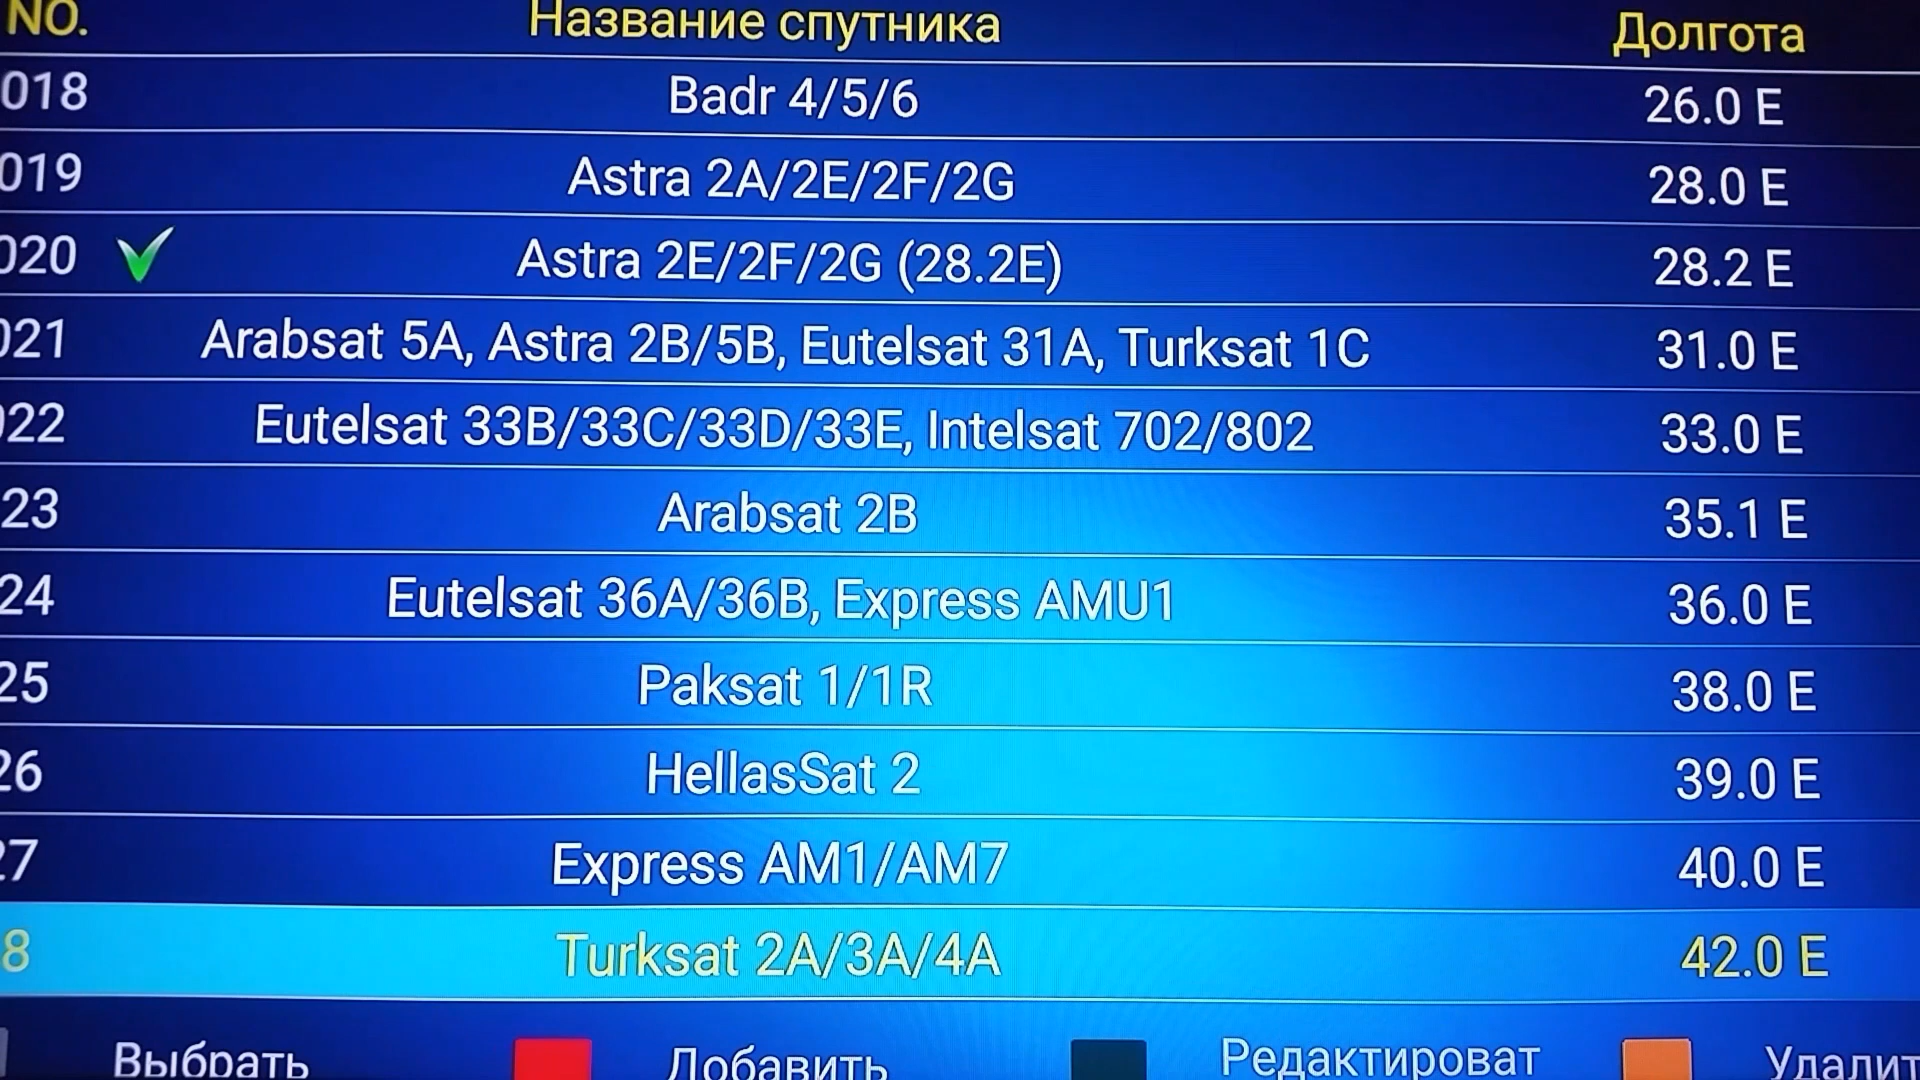 NO. Название спутника Долгота
018 Badr 4/5/6 26.0 E
019 Astra 2A/2E/2F/2G 28.0 E
020 Astra 2E/2F/2G (28.2E) 28.2 E
021 Arabsat 5A, Astra 2B/5B, Eutelsat 31A, Turksat 1C 31.0 E
022 Eutelsat 33B/33C/33D/33E, Intelsat 702/802 33.0 E
23 Arabsat 2B 35.1 E
24 Eutelsat 36A/36B, Express AMU1 36.0 E
25 Paksat 1/1R 38.0 E
26 HellasSat 2 39.0 E
27 Express AM1/AM7 40.0 E
8 Turksat 2A/3A/4A 42.0 E
Выбрать Добавить Редактироват Удалит